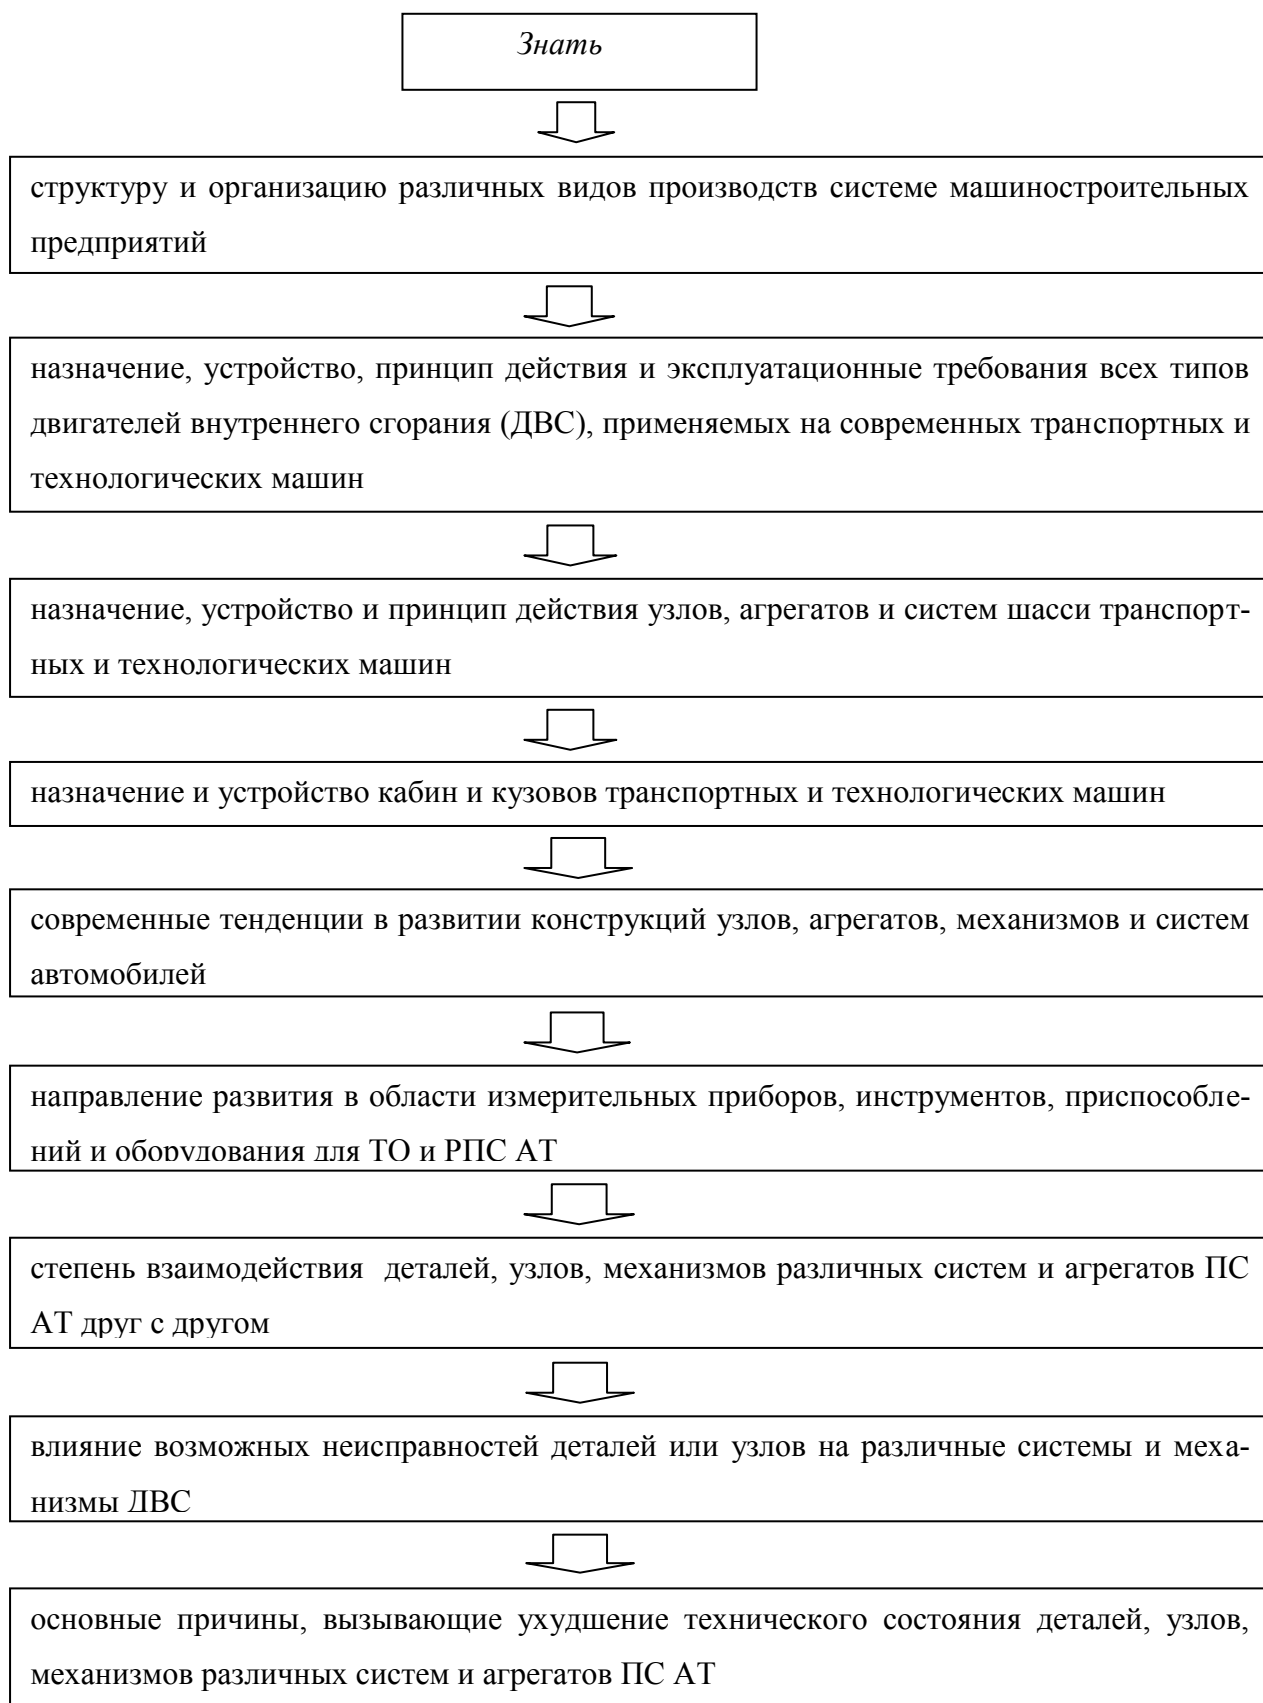 Знать
структуру и организацию различных видов производств системе машиностроительных
предприятий
назначение, устройство, принцип действия и эксплуатационные требования всех типов
двигателей внутреннего сгорания (ДВС), применяемых на современных транспортных и
технологических машин
назначение, устройство и принцип действия узлов, агрегатов и систем шасси транспорт-
ных и технологических машин
назначение и устройство кабин и кузовов транспортных и технологических машин
современные тенденции в развитии конструкций узлов, агрегатов, механизмов и систем
автомобилей
направление развития в области измерительных приборов, инструментов, приспособле-
ний и оборудования для ТО и РПС АТ
степень взаимодействия деталей, узлов, механизмов различных систем и агрегатов ПС
АТ друг с другом
влияние возможных неисправностей деталей или узлов на различные системы и меха-
низмы ДВС
основные причины, вызывающие ухудшение технического состояния деталей, узлов,
механизмов различных систем и агрегатов ПС АТ